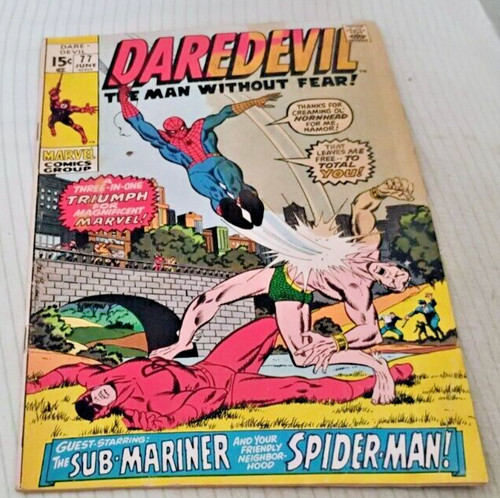 DARE-
DEVIL
15¢
77
JUNE
DAREDEVIL
THE MAN WITHOUT FEAR!
MARVEL
COMICS
GROUP
THANKS FOR
CREAMING OL'
HORNHEAD
FOR ME,
NAMOR!
THAT
LEAVES ME
FREE-- TO
TOTAL
YOU!
THREE-IN-ONE
TRIUMPH
FOR
MAGNIFICENT
MARVEL!
GUEST-STARRING:
THE SUB-MARINER
AND YOUR
FRIENDLY
NEIGHBOR-
HOOD
SPIDER-MAN!